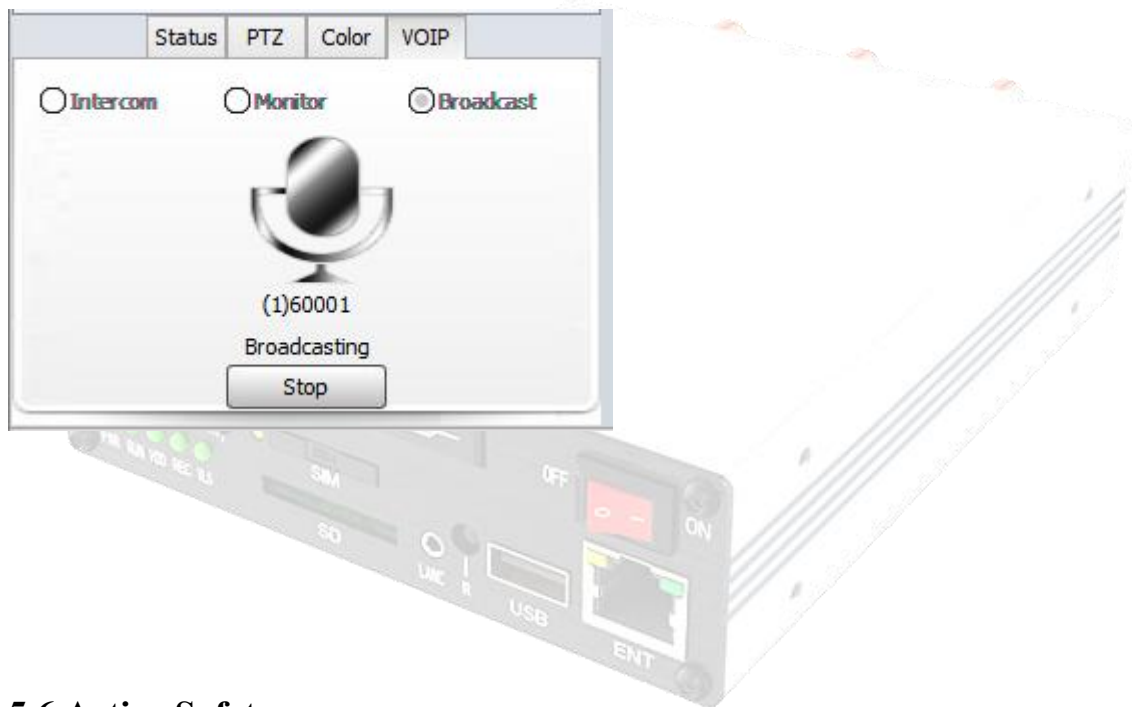 Status PTZ Color VOIP
Intercom Monitor Broadcast
(1)60001
Broadcasting
Stop
OFF
ON
SIM
SD
USB
ENT